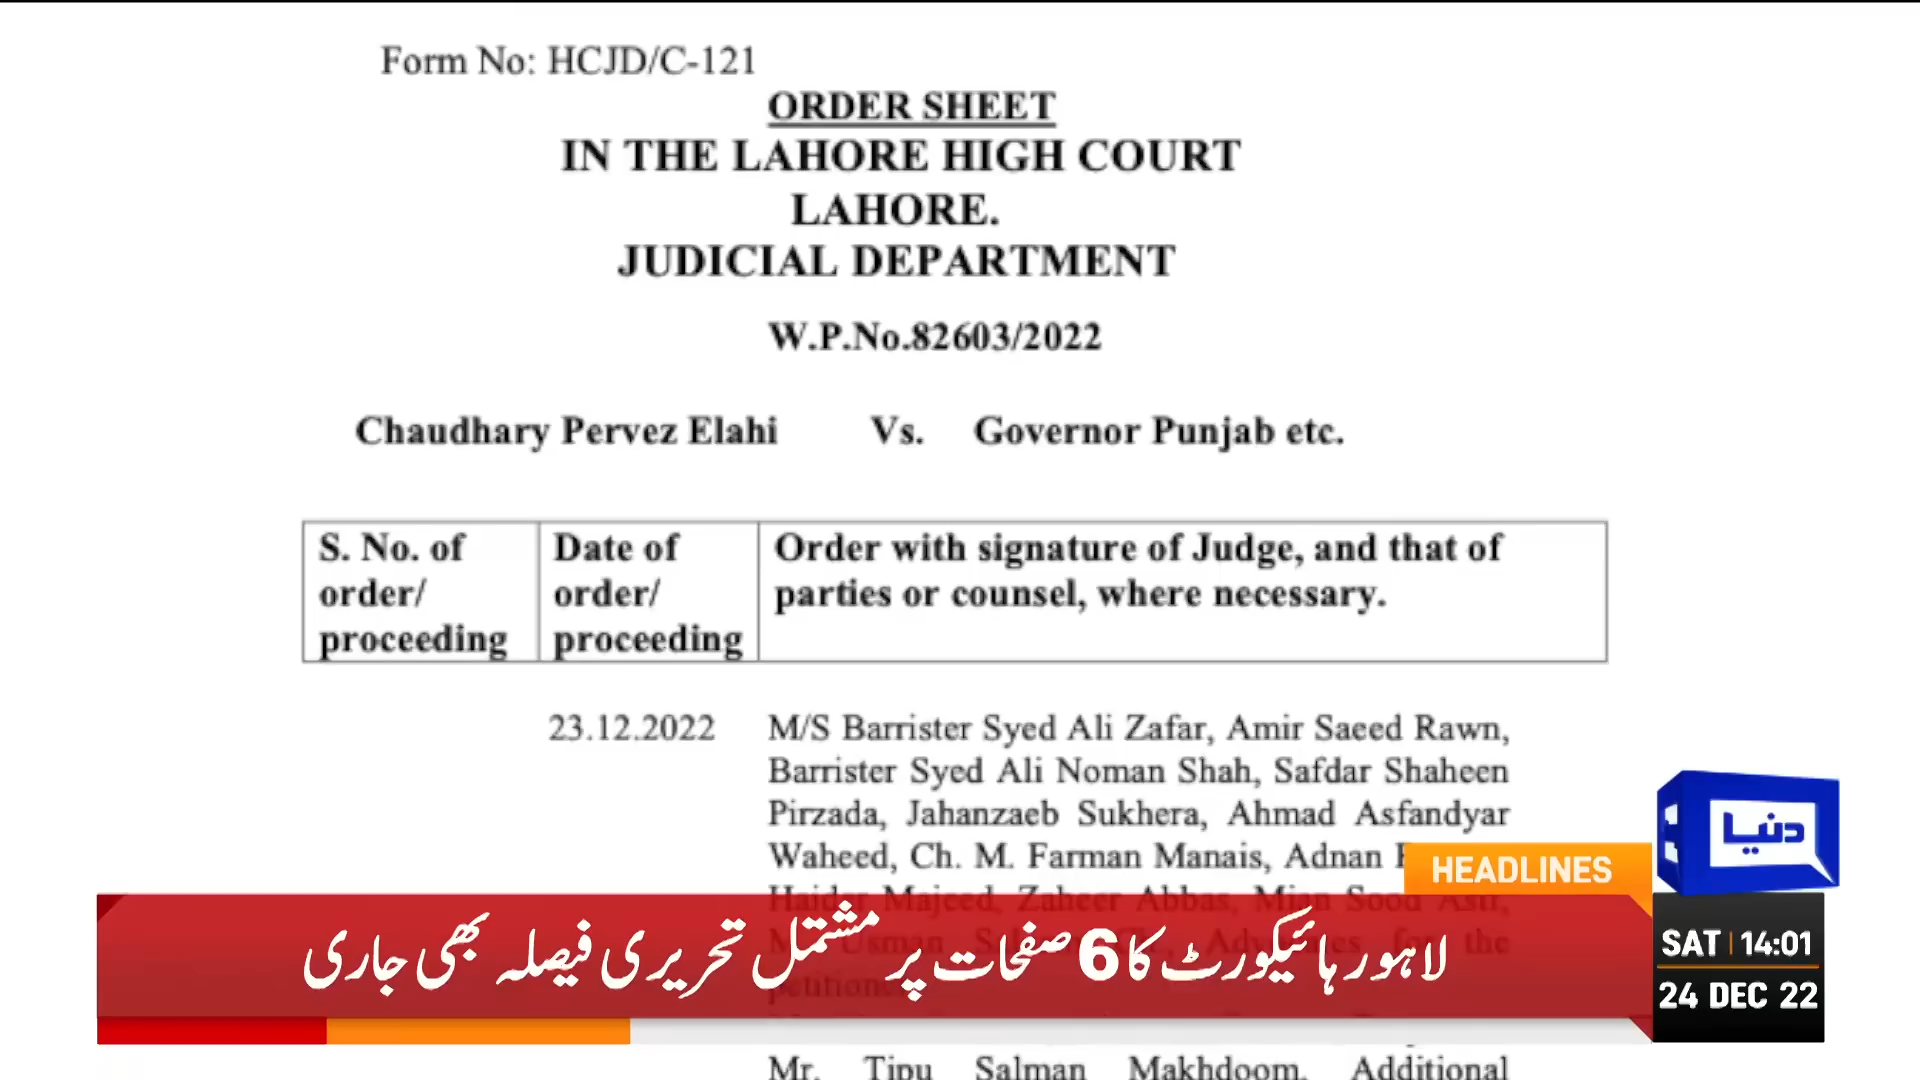 Form No: HCJD/C-121
ORDER SHEET
IN THE LAHORE HIGH COURT
LAHORE.
JUDICIAL DEPARTMENT
W.P.No.82603/2022
Chaudhary Pervez Elahi Vs. Governor Punjab etc.
S. No. of order/ proceeding
Date of order/ proceeding
Order with signature of Judge, and that of parties or counsel, where necessary.
23.12.2022
M/S Barrister Syed Ali Zafar, Amir Saeed Rawn,
Barrister Syed Ali Noman Shah, Safdar Shaheen
Pirzada, Jahanzaeb Sukhera, Ahmad Asfandyar
Waheed, Ch. M. Farman Manais, Adnan
Haider Majeed, Zaheer Abbas, Mian
Mr. Tipu Salman Makhdoom, Additional
HEADLINES
دنیا
لاہور ہائیکورٹ کا 6 صفحات پر مشتمل تحریری فیصلہ بھی جاری
SAT 14:01
24 DEC 22